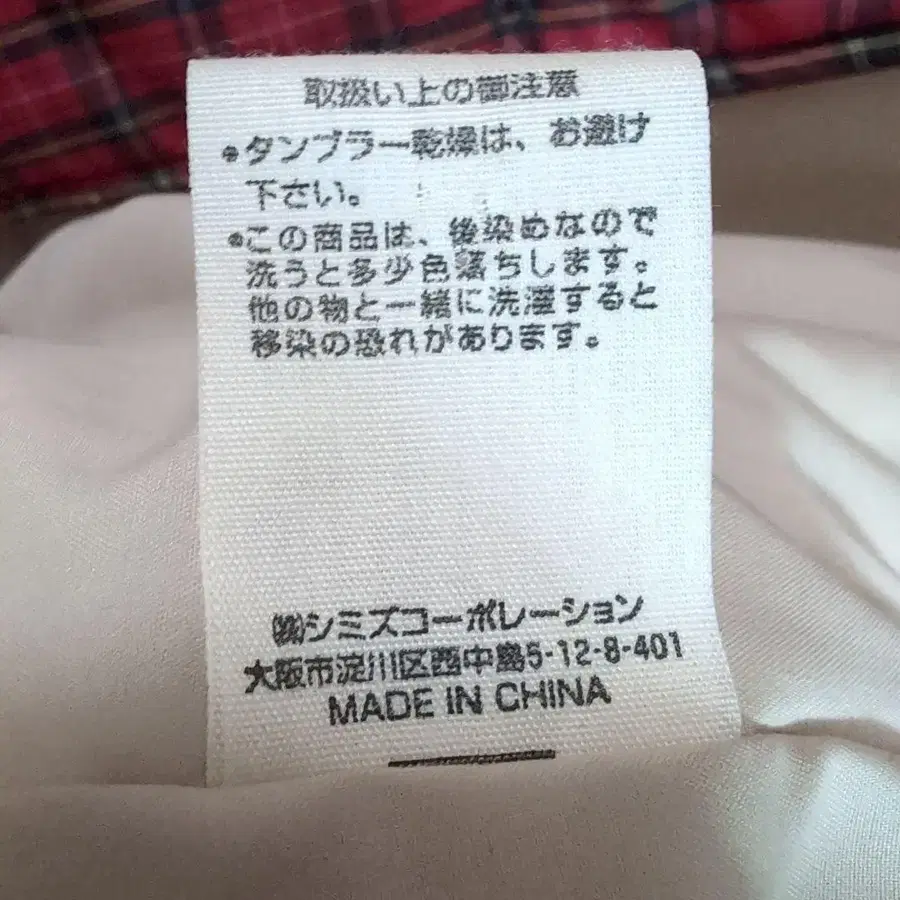 取扱い上の御注意
•タンブラー乾燥は、お避け
下さい。
•この商品は、後染めなので
洗うと多少色落ちします。
他の物と一緒に洗濯すると
移染の恐れがあります。
㈱シミズコーポレーション
大阪市淀川区西中島5-12-8-401
MADE IN CHINA